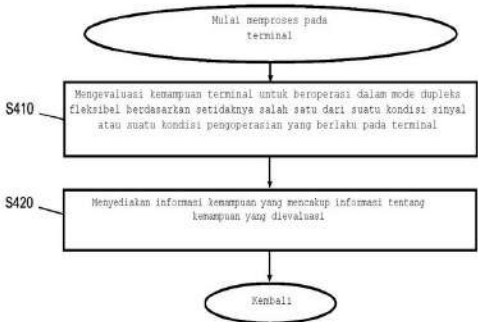 Mulai memproses pada
terminal
S410
Mengevaluasi kemampuan terminal untuk beroperasi dalam mode dupleks
fleksibel berdasarkan setidaknya salah satu dari suatu kondisi sinyal
atau suatu kondisi pengoperasian yang berlaku pada terminal
S420
Menyediakan informasi kemampuan yang mencakup informasi tentang
kemampuan yang dievaluasi
Kembali